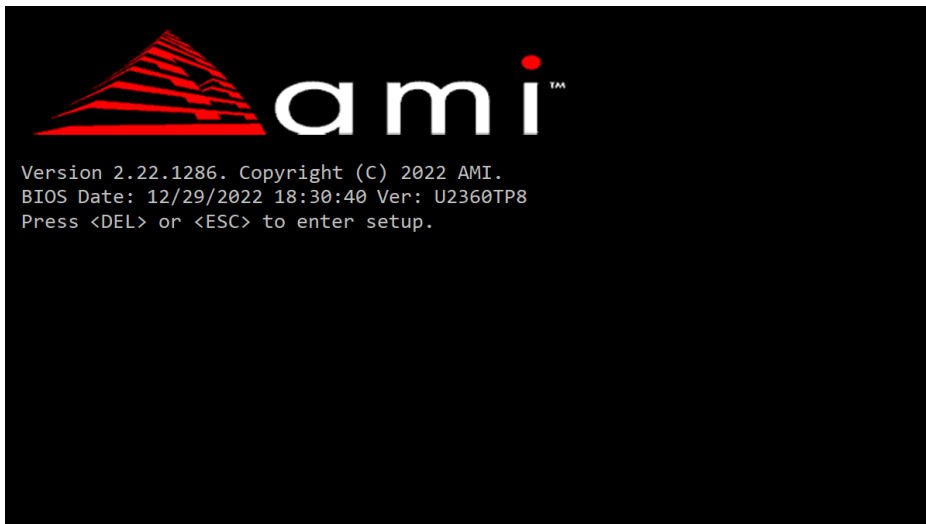 ami™
Version 2.22.1286. Copyright (C) 2022 AMI.
BIOS Date: 12/29/2022 18:30:40 Ver: U2360TP8
Press <DEL> or <ESC> to enter setup.